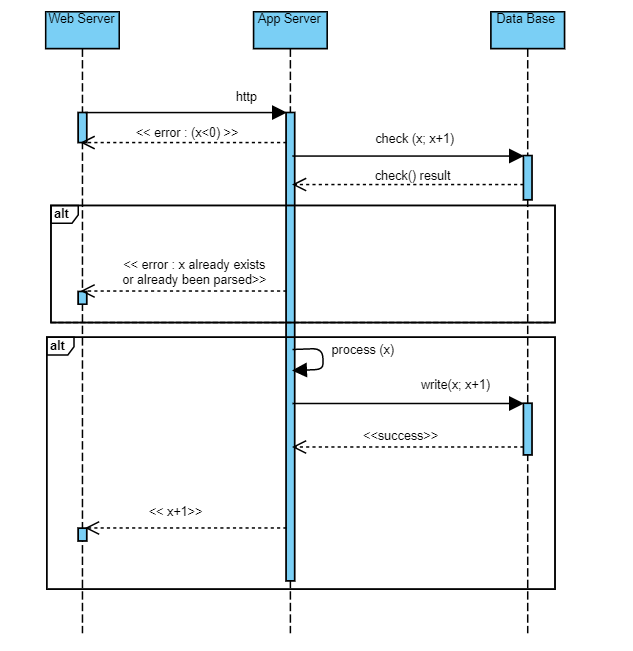 Web Server
App Server
Data Base
http
<< error : (x<0) >>
check (x; x+1)
check() result
alt
<< error : x already exists
or already been parsed>>
alt
process (x)
write(x; x+1)
<<success>>
<< x+1>>